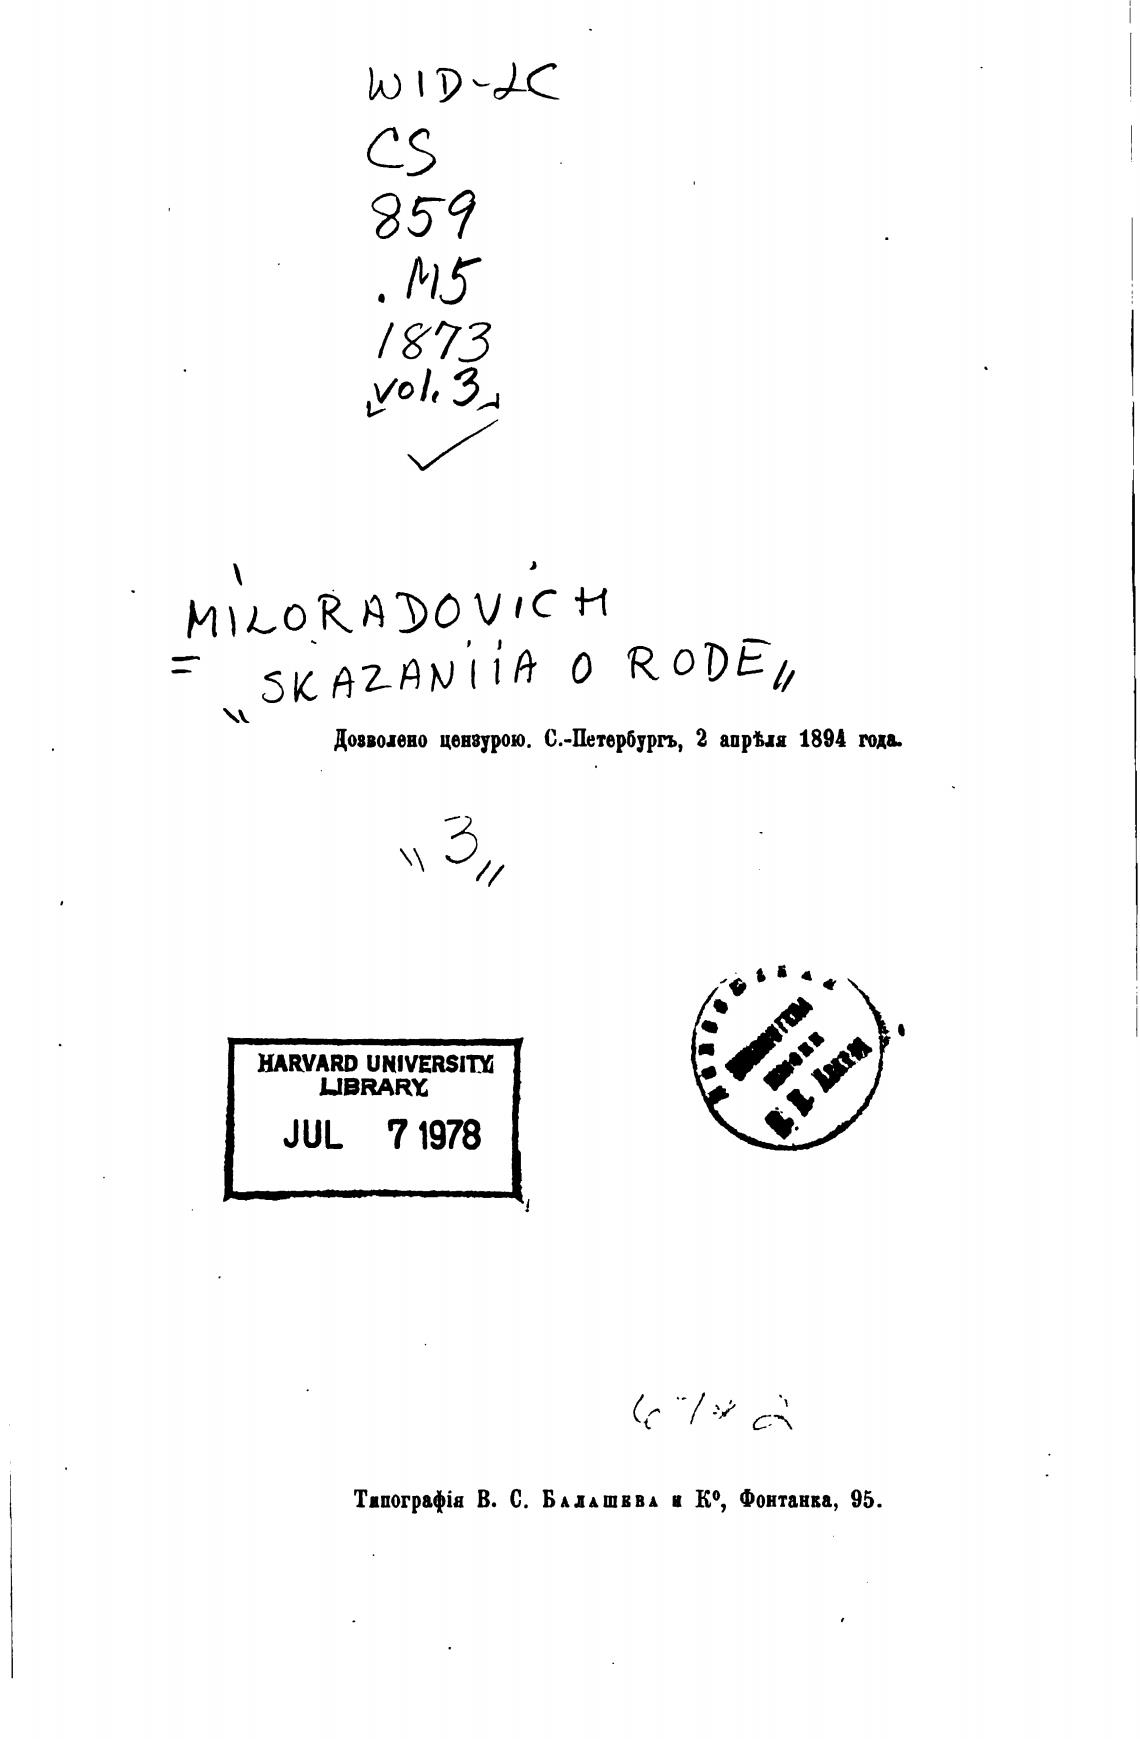 WID-LC
CS
859
.M5
1873
vol. 3
MILORADOVICH
= "SKAZANIIA O RODE"
Дозволено цензурою. С.-Петербургъ, 2 апрѣля 1894 года.
"3"
HARVARD UNIVERSITY
LIBRARY
JUL 7 1978
Типографія В. С. Балашева и Ко, Фонтанка, 95.